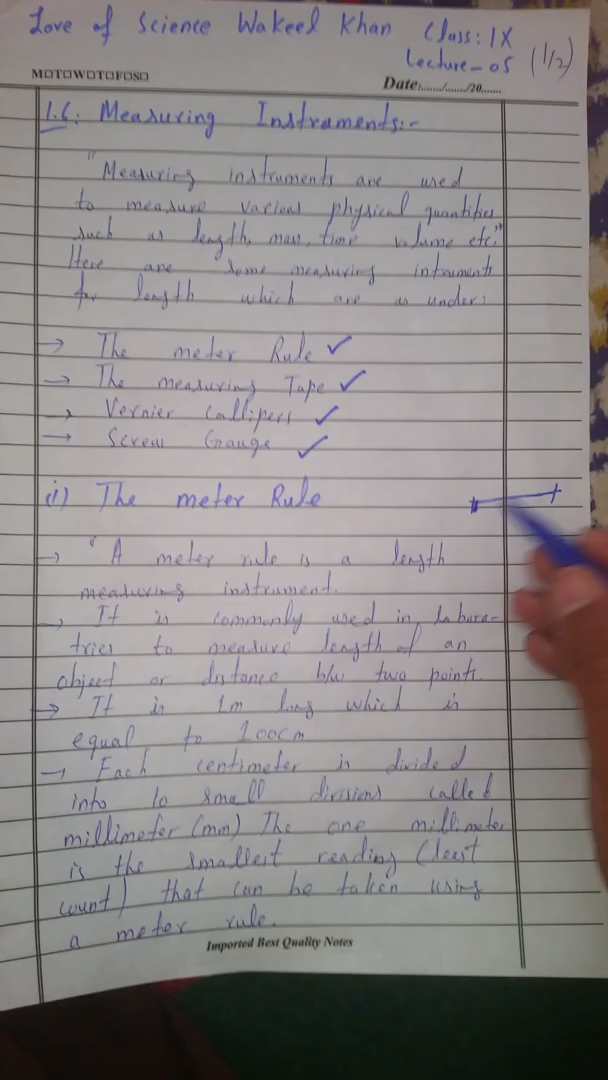 Love of Science Wakeel Khan Class: IX
Lecture-05 (1/2)
MOTOWOTOFOSO
Date:....../....../20.......
1.6: Measuring Instraments:-
"Measuring instruments are used
to measure various physical quantities
such as length, mass, time volume etc."
Here are some measuring intruments
for length which are as under:
→ The meter Rule ✓
→ The measuring Tape ✓
→ Vernier Callipers ✓
→ Screw Gauge ✓
(i) The meter Rule
→ "A meter rule is a length
measuring instrument.
→ It is commonly used in labora-
tries to measure length of an
object or distance b/w two points.
→ It is 1m long which is
equal to 100cm
→ Each centimeter is divided
into 10 small divisions called
millimeter (mm) The one millimeter
is the smallest reading (least
count) that can be taken using
a meter rule.
Imported Best Quality Notes